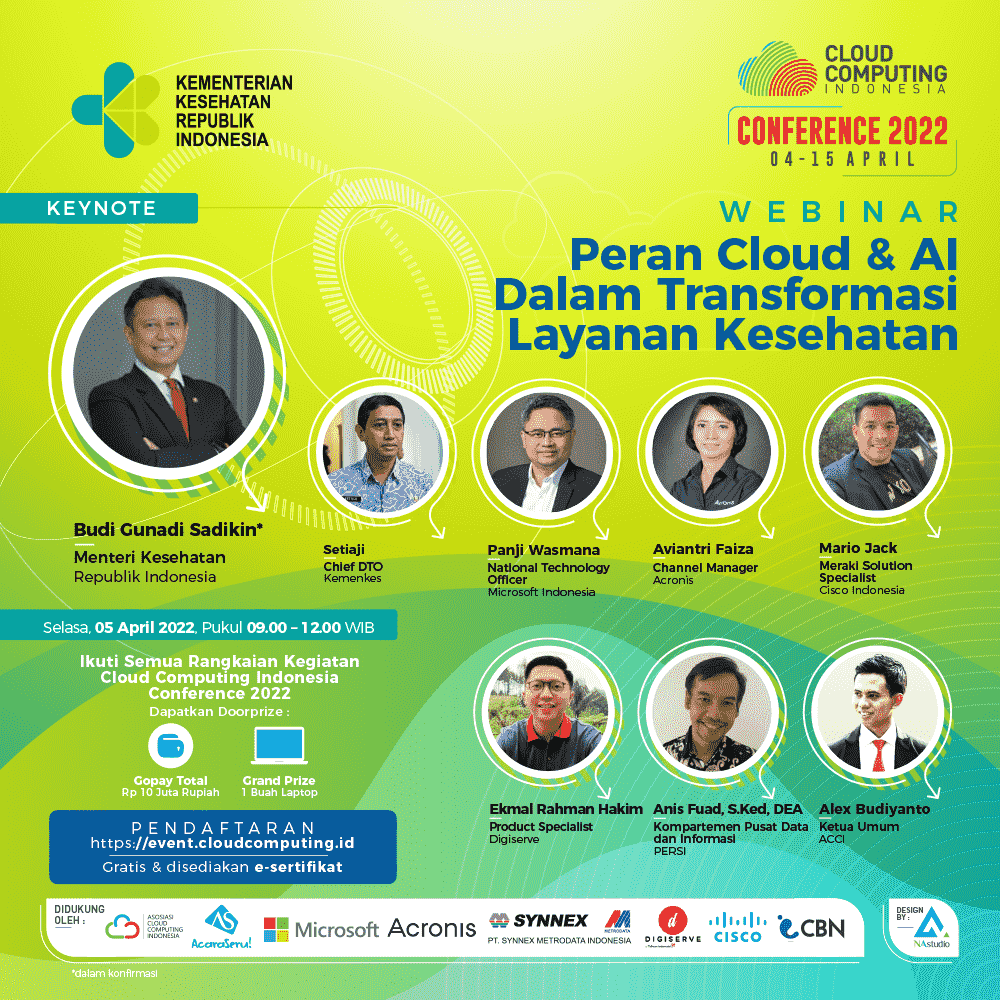 KEMENTERIAN
KESEHATAN
REPUBLIK
INDONESIA
CLOUD
COMPUTING
INDONESIA
CONFERENCE 2022
04-15 APRIL
KEYNOTE
WEBINAR
Peran Cloud & AI
Dalam Transformasi
Layanan Kesehatan
Budi Gunadi Sadikin*
Menteri Kesehatan
Republik Indonesia
Setiaji
Chief DTO
Kemenkes
Panji Wasmana
National Technology
Officer
Microsoft Indonesia
Aviantri Faiza
Channel Manager
Acronis
Mario Jack
Meraki Solution
Specialist
Cisco Indonesia
Selasa, 05 April 2022, Pukul 09.00 – 12.00 WIB
Ikuti Semua Rangkaian Kegiatan
Cloud Computing Indonesia
Conference 2022
Dapatkan Doorprize :
Gopay Total
Rp 10 Juta Rupiah
Grand Prize
1 Buah Laptop
Ekmal Rahman Hakim
Product Specialist
Digiserve
Anis Fuad, S.Ked, DEA
Kompartemen Pusat Data
dan Informasi
PERSI
Alex Budiyanto
Ketua Umum
ACCI
PENDAFTARAN
https://event.cloudcomputing.id
Gratis & disediakan e-sertifikat
DIDUKUNG
OLEH :
ASOSIASI
CLOUD
COMPUTING
INDONESIA
AS
AcaraSeru!
Microsoft
Acronis
SYNNEX
METRODATA
PT. SYNNEX METRODATA INDONESIA
d
DIGISERVE
CISCO
CBN
DESIGN
BY :
NAstudio
*dalam konfirmasi